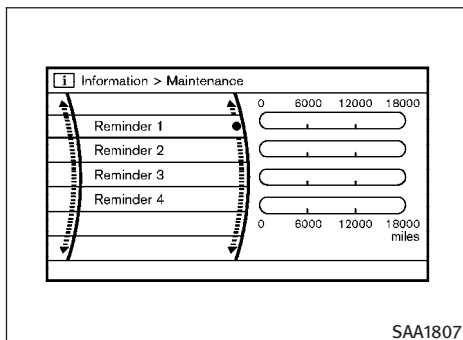 i Information > Maintenance
0 6000 12000 18000
Reminder 1
Reminder 2
Reminder 3
Reminder 4
0 6000 12000 18000
miles
SAA1807